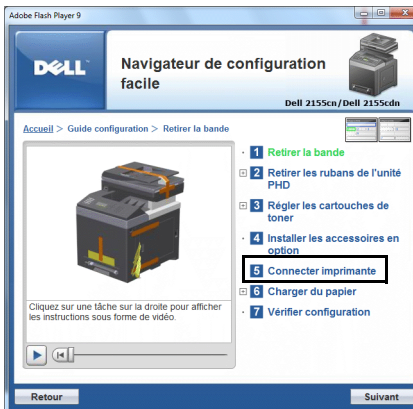 Adobe Flash Player 9
DELL
Navigateur de configuration
facile
Dell 2155cn/Dell 2155cdn
Accueil > Guide configuration > Retirer la bande
1 Retirer la bande
2 Retirer les rubans de l'unité
PHD
3 Régler les cartouches de
toner
4 Installer les accessoires en
option
5 Connecter imprimante
6 Charger du papier
7 Vérifier configuration
Cliquez sur une tâche sur la droite pour afficher
les instructions sous forme de vidéo.
Retour
Suivant